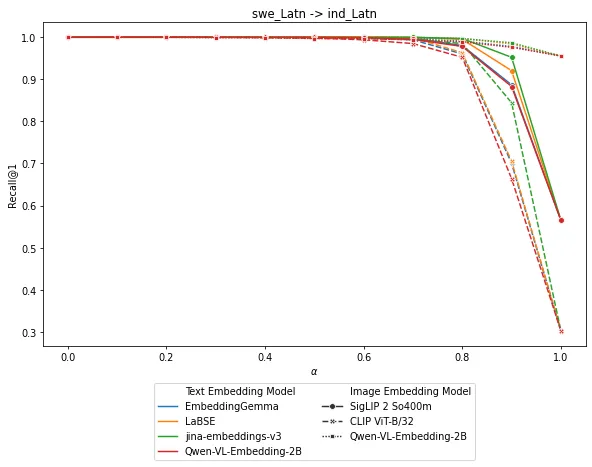 swe_Latn -> ind_Latn
Recall@1
1.0
0.9
0.8
0.7
0.6
0.5
0.4
0.3
0.0 0.2 0.4 0.6 0.8 1.0
α
Text Embedding Model Image Embedding Model
EmbeddingGemma SigLIP 2 So400m
LaBSE CLIP ViT-B/32
jina-embeddings-v3 Qwen-VL-Embedding-2B
Qwen-VL-Embedding-2B